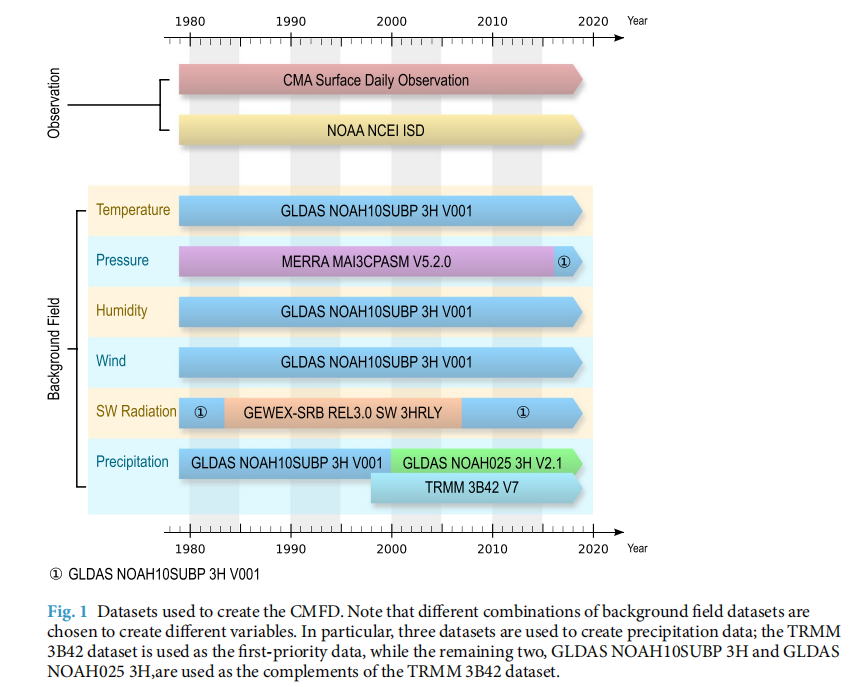 1980 1990 2000 2010 2020 Year
Observation
CMA Surface Daily Observation
NOAA NCEI ISD
Background Field
Temperature GLDAS NOAH10SUBP 3H V001
Pressure MERRA MAI3CPASM V5.2.0 ①
Humidity GLDAS NOAH10SUBP 3H V001
Wind GLDAS NOAH10SUBP 3H V001
SW Radiation ① GEWEX-SRB REL3.0 SW 3HRLY ①
Precipitation GLDAS NOAH10SUBP 3H V001 GLDAS NOAH025 3H V2.1
TRMM 3B42 V7
1980 1990 2000 2010 2020 Year
① GLDAS NOAH10SUBP 3H V001
Fig. 1 Datasets used to create the CMFD. Note that different combinations of background field datasets are
chosen to create different variables. In particular, three datasets are used to create precipitation data; the TRMM
3B42 dataset is used as the first-priority data, while the remaining two, GLDAS NOAH10SUBP 3H and GLDAS
NOAH025 3H,are used as the complements of the TRMM 3B42 dataset.